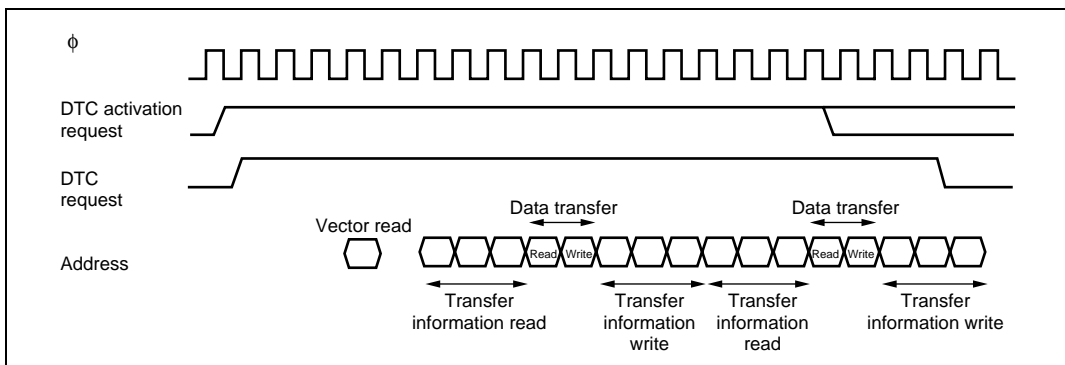 ϕ
DTC activation
request
DTC
request
Data transfer Data transfer
Vector read
Address
Read Write Read Write
Transfer Transfer Transfer Transfer
information read information information information write
write read